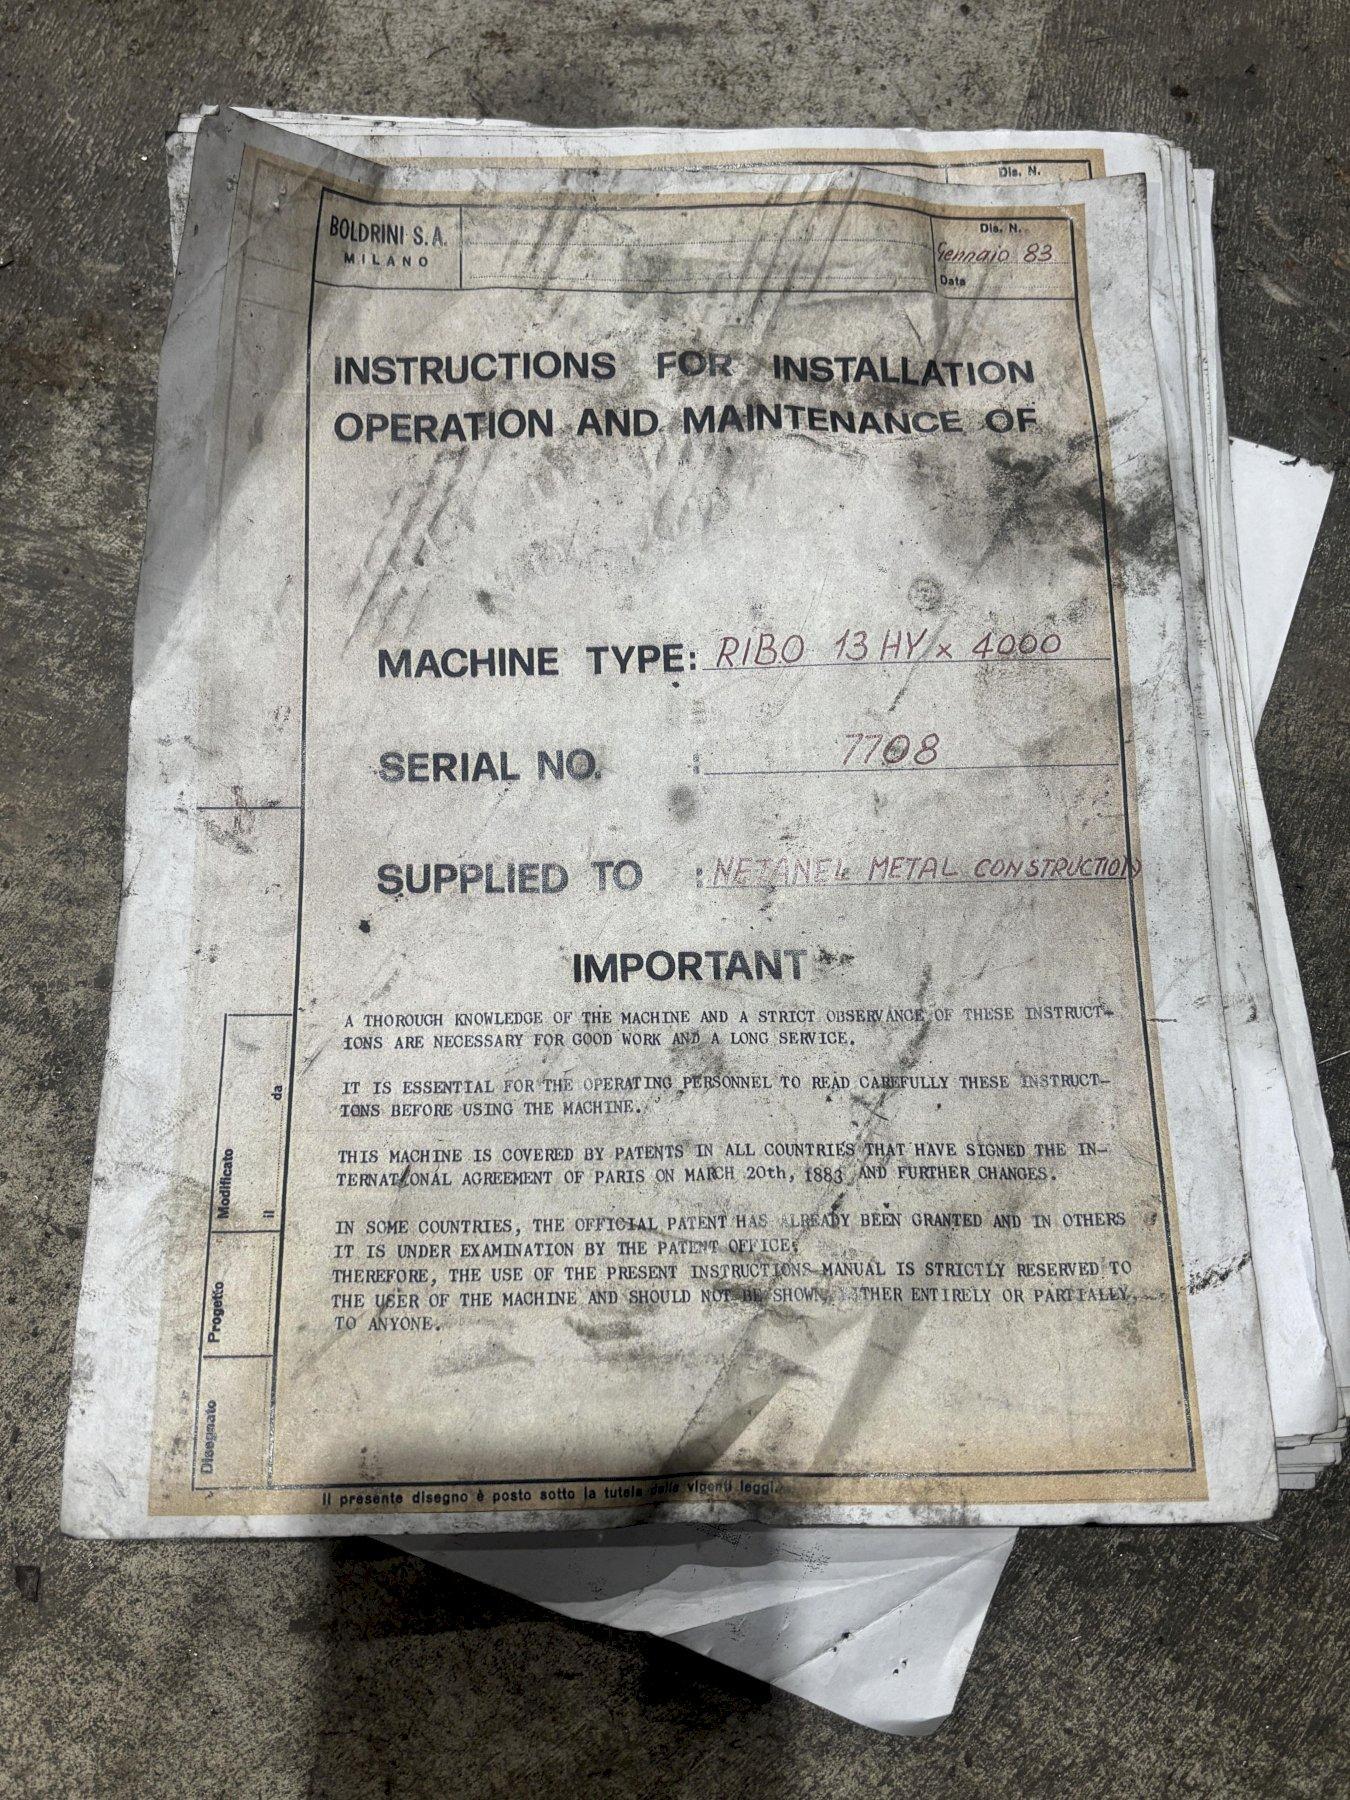 Dis. N.
BOLDRINI S.A.
MILANO
Dis. N.
Gennaio 83
Data
INSTRUCTIONS FOR INSTALLATION
OPERATION AND MAINTENANCE OF
MACHINE TYPE: RIBO 13 HY x 4000
SERIAL NO. : 7708
SUPPLIED TO : NETANEL METAL CONSTRUCTION
IMPORTANT
A THOROUGH KNOWLEDGE OF THE MACHINE AND A STRICT OBSERVANCE OF THESE INSTRUCT-
IONS ARE NECESSARY FOR GOOD WORK AND A LONG SERVICE.
IT IS ESSENTIAL FOR THE OPERATING PERSONNEL TO READ CAREFULLY THESE INSTRUCT-
IONS BEFORE USING THE MACHINE.
THIS MACHINE IS COVERED BY PATENTS IN ALL COUNTRIES THAT HAVE SIGNED THE IN-
TERNATIONAL AGREEMENT OF PARIS ON MARCH 20th, 1883 AND FURTHER CHANGES.
IN SOME COUNTRIES, THE OFFICIAL PATENT HAS ALREADY BEEN GRANTED AND IN OTHERS
IT IS UNDER EXAMINATION BY THE PATENT OFFICE.
THEREFORE, THE USE OF THE PRESENT INSTRUCTIONS MANUAL IS STRICTLY RESERVED TO
THE USER OF THE MACHINE AND SHOULD NOT BE SHOWN, ENTIRELY OR PARTIALLY,
TO ANYONE.
da
il
Modificato
Progetto
Disegnato
Il presente disegno è posto sotto la tutela delle vigenti leggi.